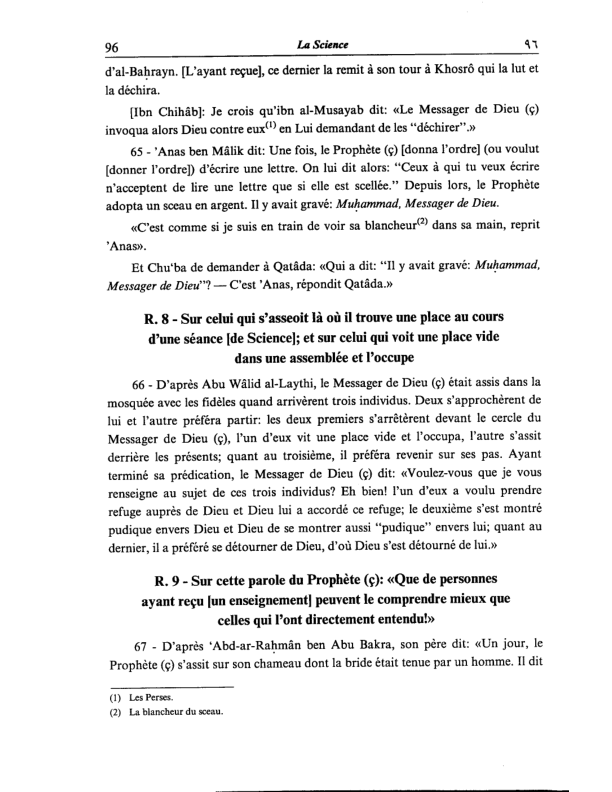 96 La Science ٩٦
d'al-Baḥrayn. [L'ayant reçue], ce dernier la remit à son tour à Khosrô qui la lut et
la déchira.
[Ibn Chihâb]: Je crois qu'ibn al-Musayab dit: «Le Messager de Dieu (ç)
invoqua alors Dieu contre eux(1) en Lui demandant de les "déchirer".»
65 - 'Anas ben Mâlik dit: Une fois, le Prophète (ç) [donna l'ordre] (ou voulut
[donner l'ordre]) d'écrire une lettre. On lui dit alors: "Ceux à qui tu veux écrire
n'acceptent de lire une lettre que si elle est scellée." Depuis lors, le Prophète
adopta un sceau en argent. Il y avait gravé: Muḥammad, Messager de Dieu.
«C'est comme si je suis en train de voir sa blancheur(2) dans sa main, reprit
'Anas».
Et Chu'ba de demander à Qatâda: «Qui a dit: "Il y avait gravé: Muḥammad,
Messager de Dieu"? — C'est 'Anas, répondit Qatâda.»
R. 8 - Sur celui qui s'asseoit là où il trouve une place au cours
d'une séance [de Science]; et sur celui qui voit une place vide
dans une assemblée et l'occupe
66 - D'après Abu Wâlid al-Laythi, le Messager de Dieu (ç) était assis dans la
mosquée avec les fidèles quand arrivèrent trois individus. Deux s'approchèrent de
lui et l'autre préféra partir: les deux premiers s'arrêtèrent devant le cercle du
Messager de Dieu (ç), l'un d'eux vit une place vide et l'occupa, l'autre s'assit
derrière les présents; quant au troisième, il préféra revenir sur ses pas. Ayant
terminé sa prédication, le Messager de Dieu (ç) dit: «Voulez-vous que je vous
renseigne au sujet de ces trois individus? Eh bien! l'un d'eux a voulu prendre
refuge auprès de Dieu et Dieu lui a accordé ce refuge; le deuxième s'est montré
pudique envers Dieu et Dieu de se montrer aussi "pudique" envers lui; quant au
dernier, il a préféré se détourner de Dieu, d'où Dieu s'est détourné de lui.»
R. 9 - Sur cette parole du Prophète (ç): «Que de personnes
ayant reçu [un enseignement] peuvent le comprendre mieux que
celles qui l'ont directement entendu!»
67 - D'après 'Abd-ar-Raḥmân ben Abu Bakra, son père dit: «Un jour, le
Prophète (ç) s'assit sur son chameau dont la bride était tenue par un homme. Il dit
(1) Les Perses.
(2) La blancheur du sceau.